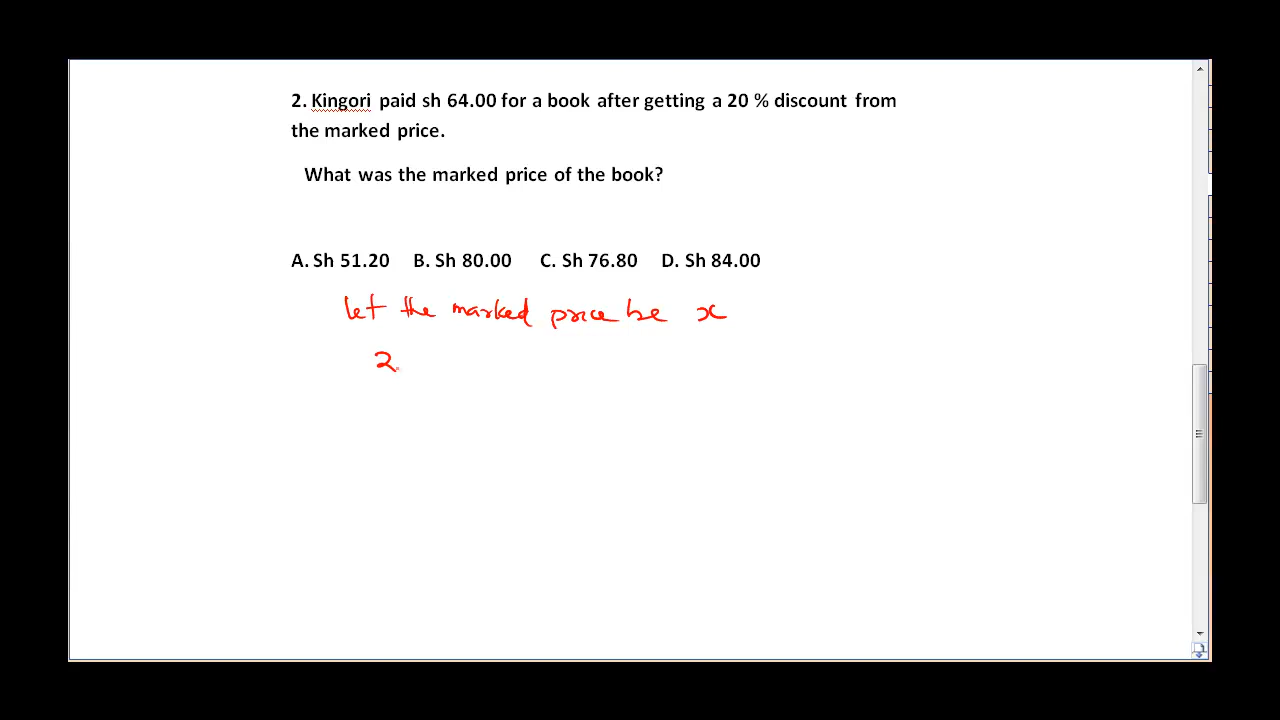 2. Kingori paid sh 64.00 for a book after getting a 20 % discount from
the marked price.
What was the marked price of the book?
A. Sh 51.20 B. Sh 80.00 C. Sh 76.80 D. Sh 84.00
let the marked price be x
2